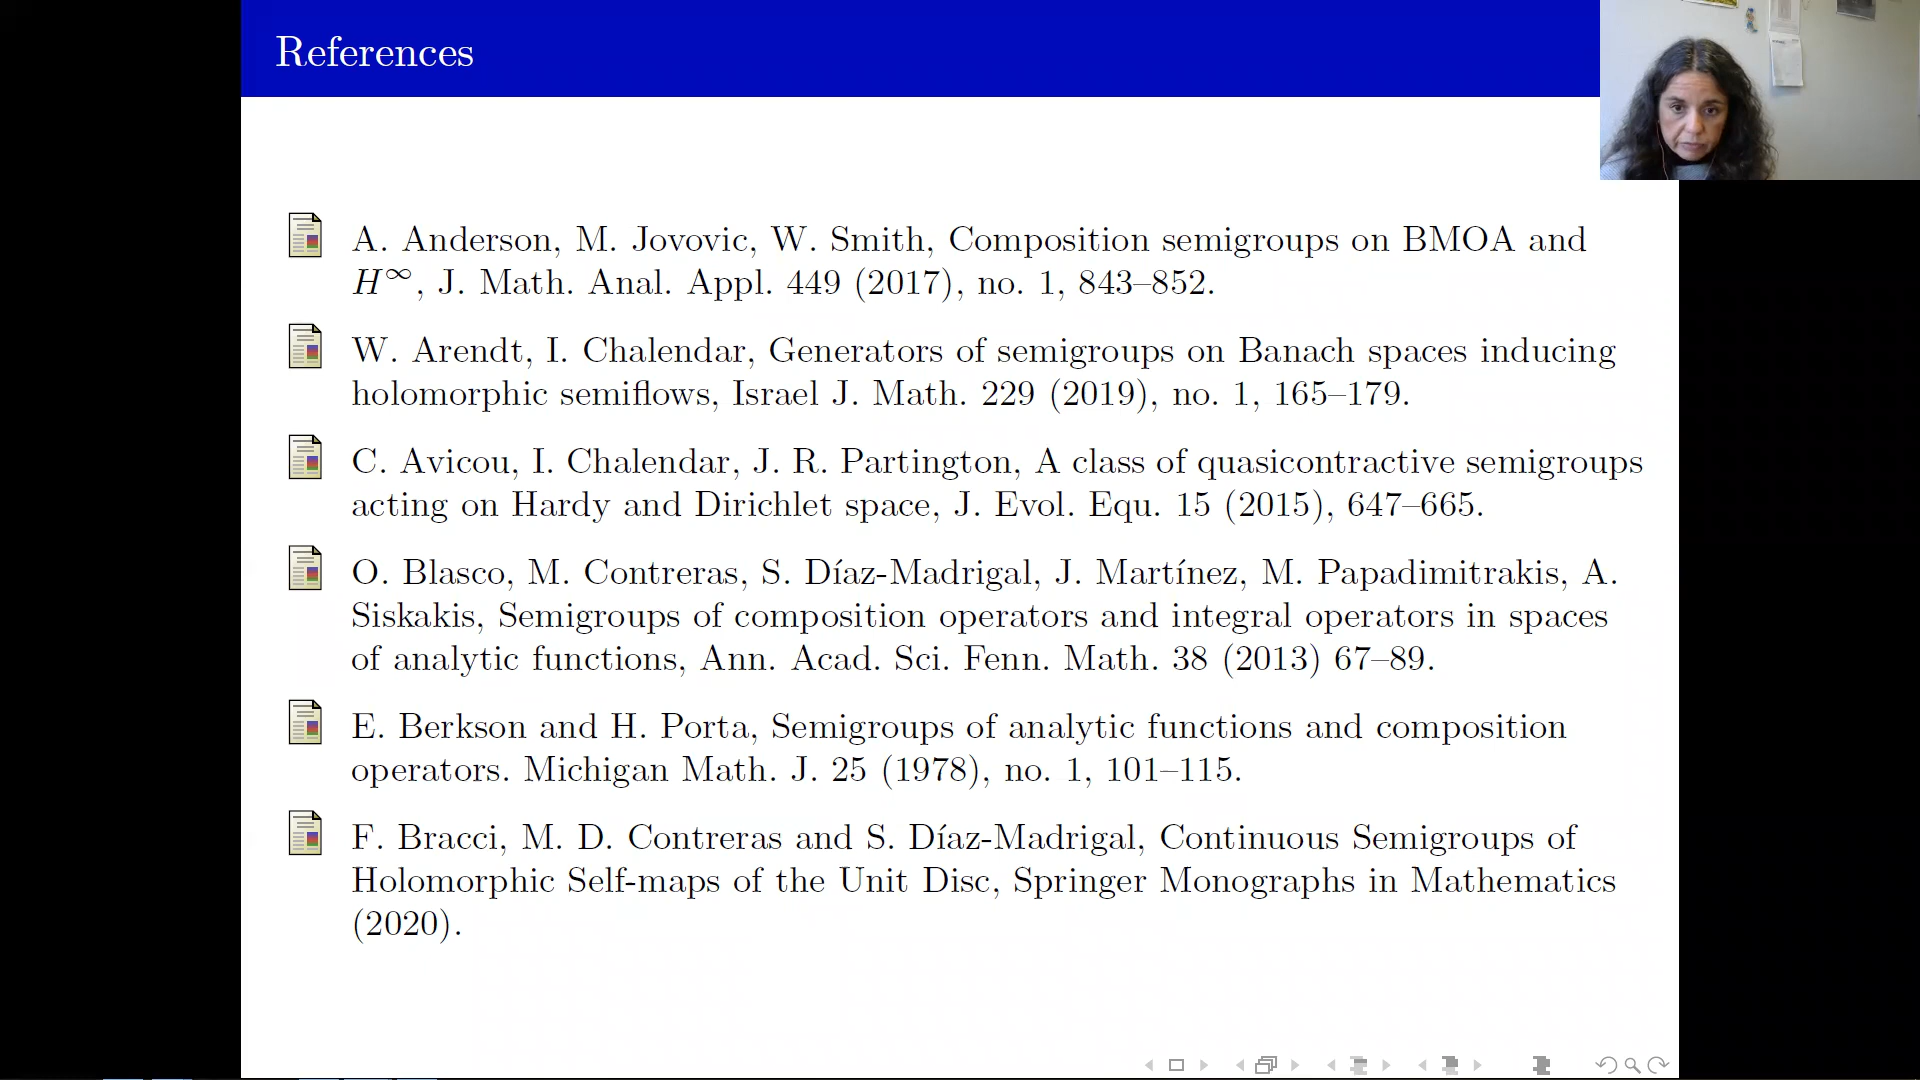 References
A. Anderson, M. Jovovic, W. Smith, Composition semigroups on BMOA and
H∞, J. Math. Anal. Appl. 449 (2017), no. 1, 843–852.
W. Arendt, I. Chalendar, Generators of semigroups on Banach spaces inducing
holomorphic semiflows, Israel J. Math. 229 (2019), no. 1, 165–179.
C. Avicou, I. Chalendar, J. R. Partington, A class of quasicontractive semigroups
acting on Hardy and Dirichlet space, J. Evol. Equ. 15 (2015), 647–665.
O. Blasco, M. Contreras, S. Díaz-Madrigal, J. Martínez, M. Papadimitrakis, A.
Siskakis, Semigroups of composition operators and integral operators in spaces
of analytic functions, Ann. Acad. Sci. Fenn. Math. 38 (2013) 67–89.
E. Berkson and H. Porta, Semigroups of analytic functions and composition
operators. Michigan Math. J. 25 (1978), no. 1, 101–115.
F. Bracci, M. D. Contreras and S. Díaz-Madrigal, Continuous Semigroups of
Holomorphic Self-maps of the Unit Disc, Springer Monographs in Mathematics
(2020).